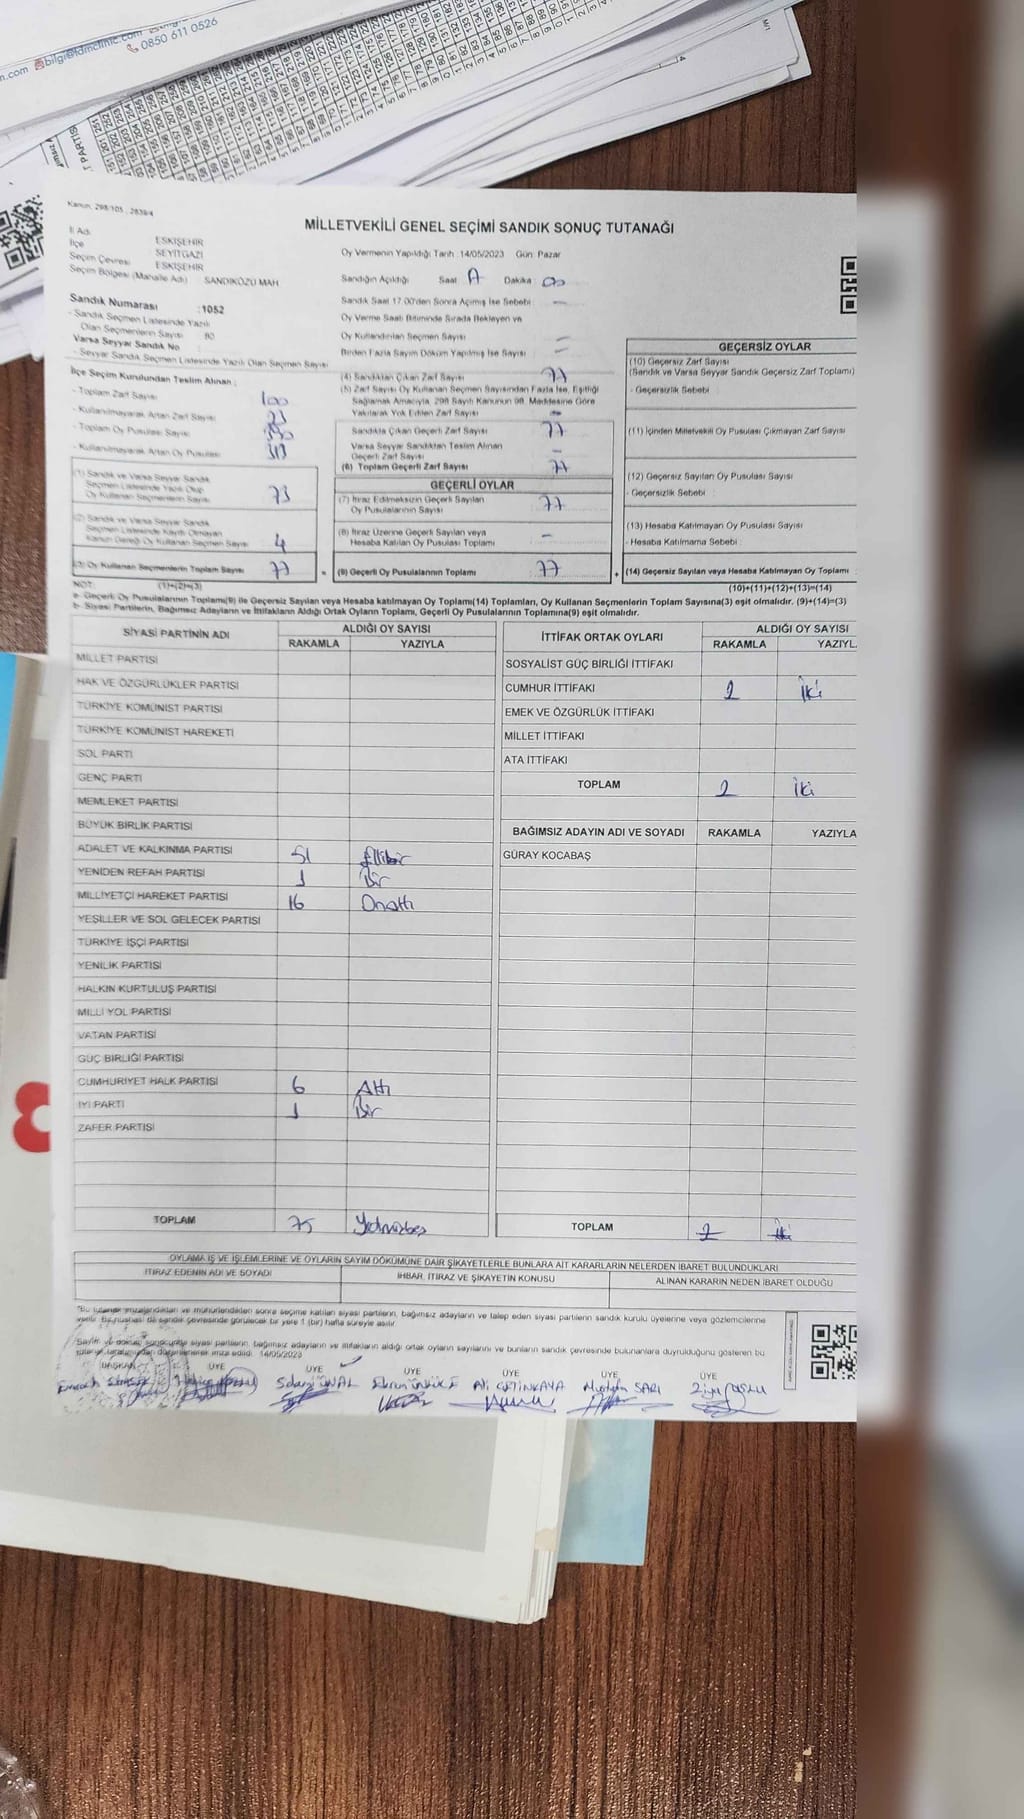 bilgi@idmclinic.com
0850 611 0526
Kanun: 298/105 , 2839/4
MİLLETVEKİLİ GENEL SEÇİMİ SANDIK SONUÇ TUTANAĞI
İl Adı ESKİŞEHİR
İlçe SEYİTGAZİ
Seçim Çevresi ESKİŞEHİR
Seçim Bölgesi (Mahalle Adı) SANDIKÖZÜ MAH
Oy Vermenin Yapıldığı Tarih :14/05/2023 Gün: Pazar
Sandığın Açıldığı Saat Dakika
Sandık Saat 17.00'den Sonra Açılmış İse Sebebi : -
Oy Verme Saati Bitiminde Sırada Bekleyen ve
Oy Kullandırılan Seçmen Sayısı
Birden Fazla Sayım Döküm Yapılmış İse Sayısı
Sandık Numarası :1052
- Sandık Seçmen Listesinde Yazılı
Olan Seçmenlerin Sayısı 80
Varsa Seyyar Sandık No
- Seyyar Sandık Seçmen Listesinde Yazılı Olan Seçmen Sayısı
İlçe Seçim Kurulundan Teslim Alınan :
- Toplam Zarf Sayısı 100
- Kullanılmayarak Artan Zarf Sayısı 23
- Toplam Oy Pusulası Sayısı
- Kullanılmayarak Artan Oy Pusulası
(1) Sandık ve Varsa Seyyar Sandık
Seçmen Listesinde Yazılı Olup
Oy Kullanan Seçmenlerin Sayısı 73
(2) Sandık ve Varsa Seyyar Sandık
Seçmen Listesinde Kayıtlı Olmayan
Kanun Gereği Oy Kullanan Seçmen Sayısı 4
(3) Oy Kullanan Seçmenlerin Toplam Sayısı 77
(4) Sandıktan Çıkan Zarf Sayısı 77
(5) Zarf Sayısı Oy Kullanan Seçmen Sayısından Fazla İse, Eşitliği
Sağlamak Amacıyla, 298 Sayılı Kanunun 98. Maddesine Göre
Yakılarak Yok Edilen Zarf Sayısı -
Sandıkta Çıkan Geçerli Zarf Sayısı 77
Varsa Seyyar Sandıktan Teslim Alınan
Geçerli Zarf Sayısı -
(6) Toplam Geçerli Zarf Sayısı 77
GEÇERLİ OYLAR
(7) İtiraz Edilmeksizin Geçerli Sayılan
Oy Pusulalarının Sayısı 77
(8) İtiraz Üzerine Geçerli Sayılan veya
Hesaba Katılan Oy Pusulası Toplamı -
= (9) Geçerli Oy Pusulalarının Toplamı 77
GEÇERSİZ OYLAR
(10) Geçersiz Zarf Sayısı
(Sandık ve Varsa Seyyar Sandık Geçersiz Zarf Toplamı)
- Geçersizlik Sebebi :
(11) İçinden Milletvekili Oy Pusulası Çıkmayan Zarf Sayısı
(12) Geçersiz Sayılan Oy Pusulası Sayısı
- Geçersizlik Sebebi :
(13) Hesaba Katılmayan Oy Pusulası Sayısı
- Hesaba Katılmama Sebebi :
+ (14) Geçersiz Sayılan veya Hesaba Katılmayan Oy Toplamı :
NOT: (1)+(2)=(3) (10)+(11)+(12)+(13)=(14)
a- Geçerli Oy Pusulalarının Toplamı(9) ile Geçersiz Sayılan veya Hesaba katılmayan Oy Toplamı(14) Toplamları, Oy Kullanan Seçmenlerin Toplam Sayısına(3) eşit olmalıdır. (9)+(14)=(3)
b- Siyasi Partilerin, Bağımsız Adayların ve İttifakların Aldığı Ortak Oyların Toplamı, Geçerli Oy Pusulalarının Toplamına(9) eşit olmalıdır.
SİYASİ PARTİNİN ADI ALDIĞI OY SAYISI
RAKAMLA YAZIYLA
MİLLET PARTİSİ
HAK VE ÖZGÜRLÜKLER PARTİSİ
TÜRKİYE KOMÜNİST PARTİSİ
TÜRKİYE KOMÜNİST HAREKETİ
SOL PARTİ
GENÇ PARTİ
MEMLEKET PARTİSİ
BÜYÜK BİRLİK PARTİSİ
ADALET VE KALKINMA PARTİSİ 51 Ellibir
YENİDEN REFAH PARTİSİ 1 Bir
MİLLİYETÇİ HAREKET PARTİSİ 16 Onaltı
YEŞİLLER VE SOL GELECEK PARTİSİ
TÜRKİYE İŞÇİ PARTİSİ
YENİLİK PARTİSİ
HALKIN KURTULUŞ PARTİSİ
MİLLİ YOL PARTİSİ
VATAN PARTİSİ
GÜÇ BİRLİĞİ PARTİSİ
CUMHURİYET HALK PARTİSİ 6 Altı
İYİ PARTİ 1 Bir
ZAFER PARTİSİ
TOPLAM 75 Yetmişbeş
İTTİFAK ORTAK OYLARI ALDIĞI OY SAYISI
RAKAMLA YAZIYL
SOSYALİST GÜÇ BİRLİĞİ İTTİFAKI
CUMHUR İTTİFAKI 2 İki
EMEK VE ÖZGÜRLÜK İTTİFAKI
MİLLET İTTİFAKI
ATA İTTİFAKI
TOPLAM 2 İki
BAĞIMSIZ ADAYIN ADI VE SOYADI RAKAMLA YAZIYLA
GÜRAY KOCABAŞ
TOPLAM 2 İki
OYLAMA İŞ VE İŞLEMLERİNE VE OYLARIN SAYIM DÖKÜMÜNE DAİR ŞİKAYETLERLE BUNLARA AİT KARARLARIN NELERDEN İBARET BULUNDUKLARI
İTİRAZ EDENİN ADI VE SOYADI İHBAR, İTİRAZ VE ŞİKAYETİN KONUSU ALINAN KARARIN NEDEN İBARET OLDUĞU
"Bu tutanak imzalandıktan ve mühürlendikten sonra seçime katılan siyasi partilerin, bağımsız adayların ve talep eden siyasi partilerin sandık kurulu üyelerine veya gözlemcilerine
verilir. Bir nüshası da sandık çevresinde görülecek bir yere 1 (bir) hafta süreyle asılır.
Sayım ve döküm sonucunda siyasi partilerin, bağımsız adayların ve ittifakların aldığı ortak oyların sayılarını ve bunların sandık çevresinde bulunanlara duyrulduğunu gösteren bu
tutanak tarafımızdan düzenlenerek imza edildi. 14/05/2023
BAŞKAN ÜYE ÜYE ÜYE ÜYE ÜYE ÜYE
Selami ÜNAL Ali ÇETİNKAYA Mustafa SARI